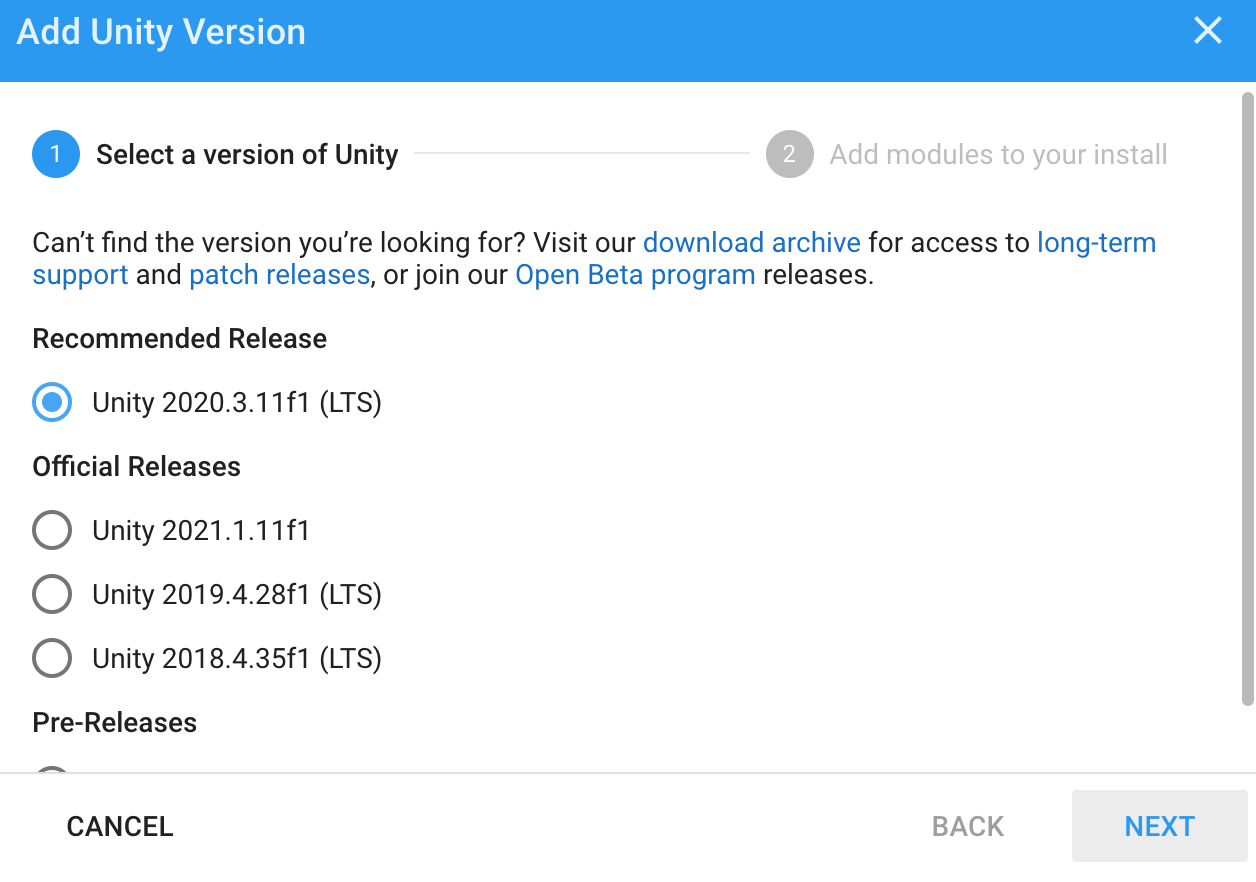 Add Unity Version
1 Select a version of Unity 2 Add modules to your install
Can’t find the version you’re looking for? Visit our download archive for access to long-term
support and patch releases, or join our Open Beta program releases.
Recommended Release
Unity 2020.3.11f1 (LTS)
Official Releases
Unity 2021.1.11f1
Unity 2019.4.28f1 (LTS)
Unity 2018.4.35f1 (LTS)
Pre-Releases
CANCEL BACK NEXT